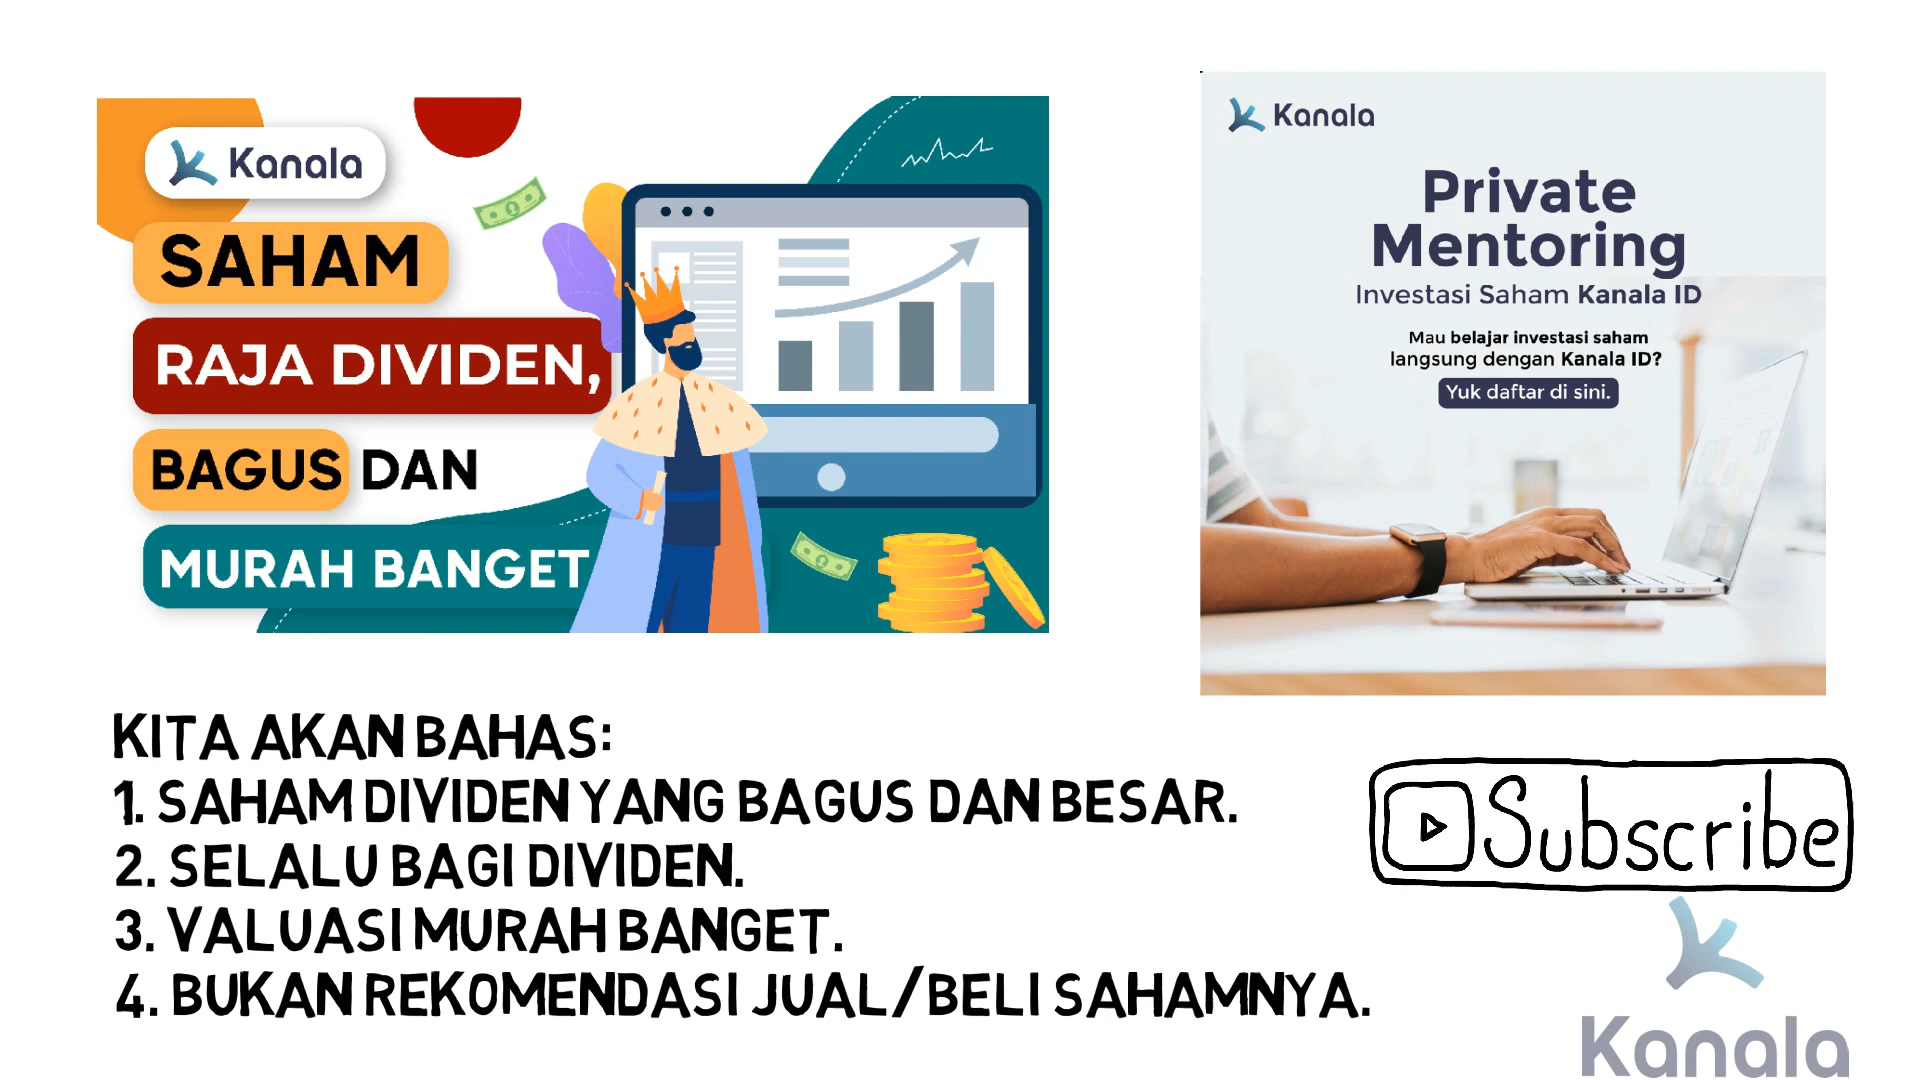 Kanala
SAHAM
RAJA DIVIDEN,
BAGUS DAN
MURAH BANGET
Kanala
Private
Mentoring
Investasi Saham Kanala ID
Mau belajar investasi saham
langsung dengan Kanala ID?
Yuk daftar di sini.
KITA AKAN BAHAS:
1. SAHAM DIVIDEN YANG BAGUS DAN BESAR.
2. SELALU BAGI DIVIDEN.
3. VALUASI MURAH BANGET.
4. BUKAN REKOMENDASI JUAL/BELI SAHAMNYA.
Subscribe
Kanala